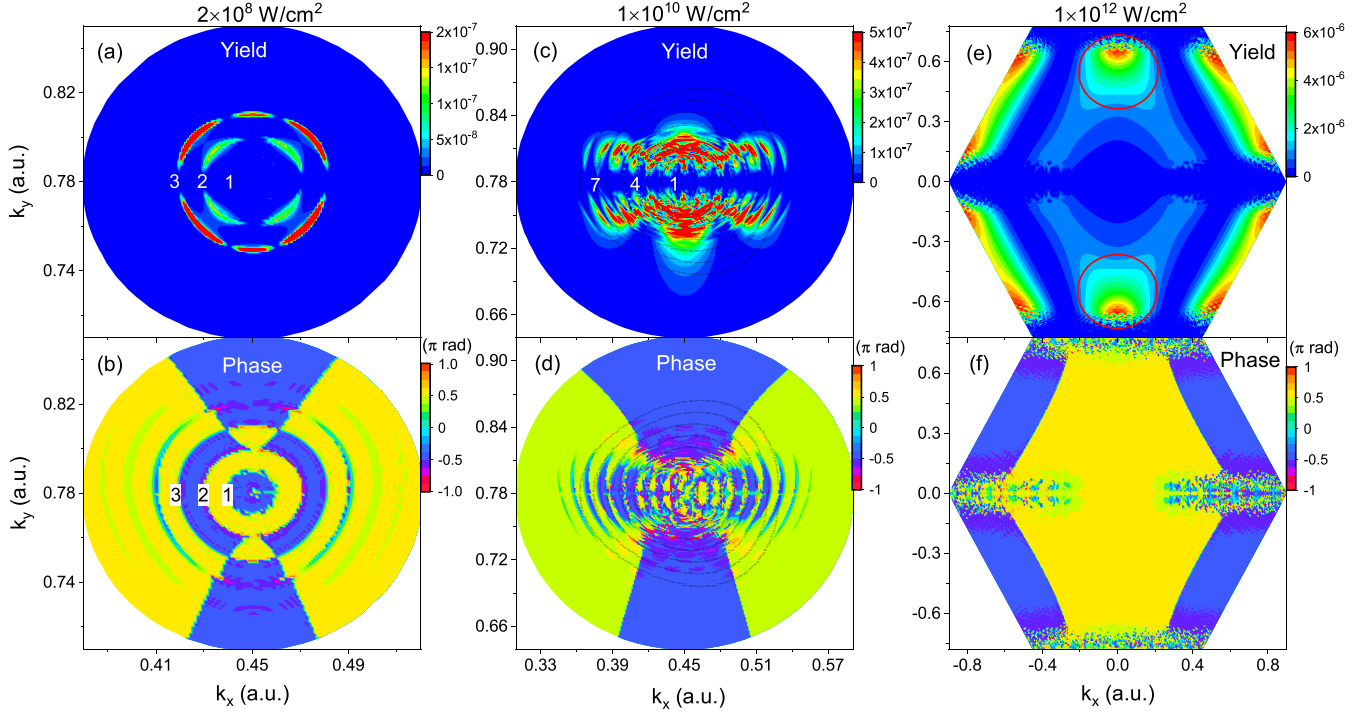 2×10⁸ W/cm²
1×10¹⁰ W/cm²
1×10¹² W/cm²
(a)
Yield
3 2 1
2x10⁻⁷
2x10⁻⁷
1x10⁻⁷
5x10⁻⁸
0
0.82
0.78
0.74
k_y (a.u.)
(c)
Yield
7 4 1
5x10⁻⁷
4x10⁻⁷
3x10⁻⁷
2x10⁻⁷
1x10⁻⁷
0
0.90
0.84
0.78
0.72
0.66
k_y (a.u.)
(e)
Yield
6x10⁻⁶
4x10⁻⁶
2x10⁻⁶
0
0.6
0.3
0.0
-0.3
-0.6
k_y (a.u.)
(b)
Phase
3 2 1
(π rad)
1.0
0.5
0
-0.5
-1.0
0.82
0.78
0.74
k_y (a.u.)
0.41 0.45 0.49
k_x (a.u.)
(d)
Phase
(π rad)
1
0.5
0
-0.5
-1
0.90
0.84
0.78
0.72
0.66
k_y (a.u.)
0.33 0.39 0.45 0.51 0.57
k_x (a.u.)
(f)
Phase
(π rad)
1
0.5
0
-0.5
-1
0.6
0.3
0.0
-0.3
-0.6
k_y (a.u.)
-0.8 -0.4 0.0 0.4 0.8
k_x (a.u.)